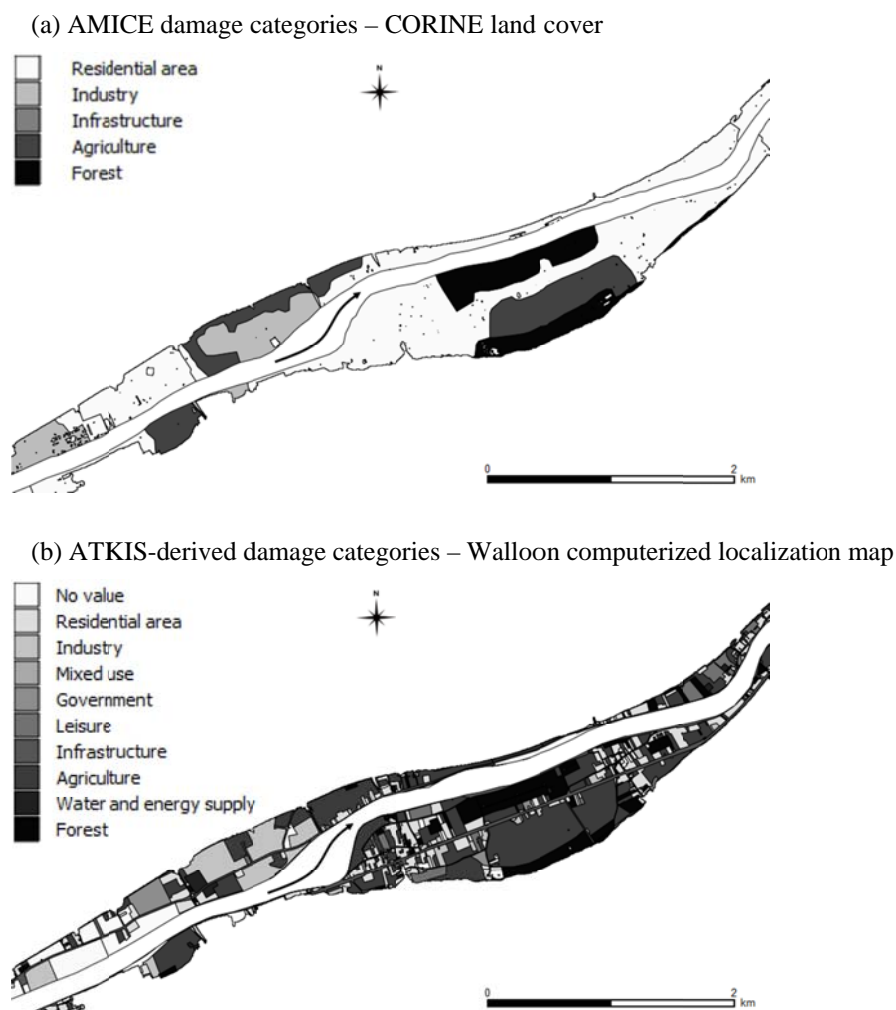 (a) AMICE damage categories – CORINE land cover
Residential area
Industry
Infrastructure
Agriculture
Forest
N
0 2
km
(b) ATKIS-derived damage categories – Walloon computerized localization map
No value
Residential area
Industry
Mixed use
Government
Leisure
Infrastructure
Agriculture
Water and energy supply
Forest
N
0 2
km